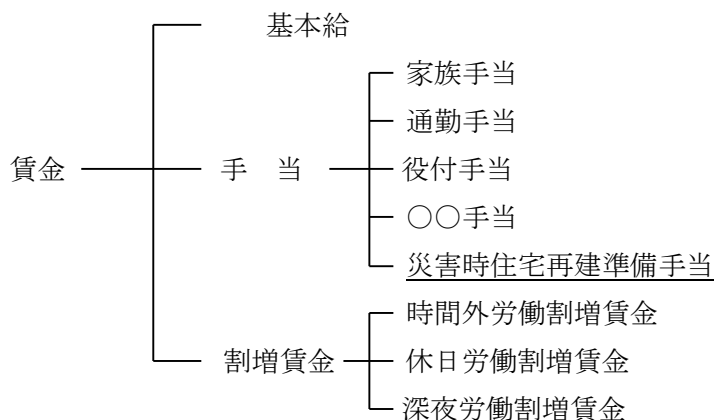 基本給
家族手当
通勤手当
賃金 手　当 役付手当
○○手当
災害時住宅再建準備手当
時間外労働割増賃金
割増賃金 休日労働割増賃金
深夜労働割増賃金